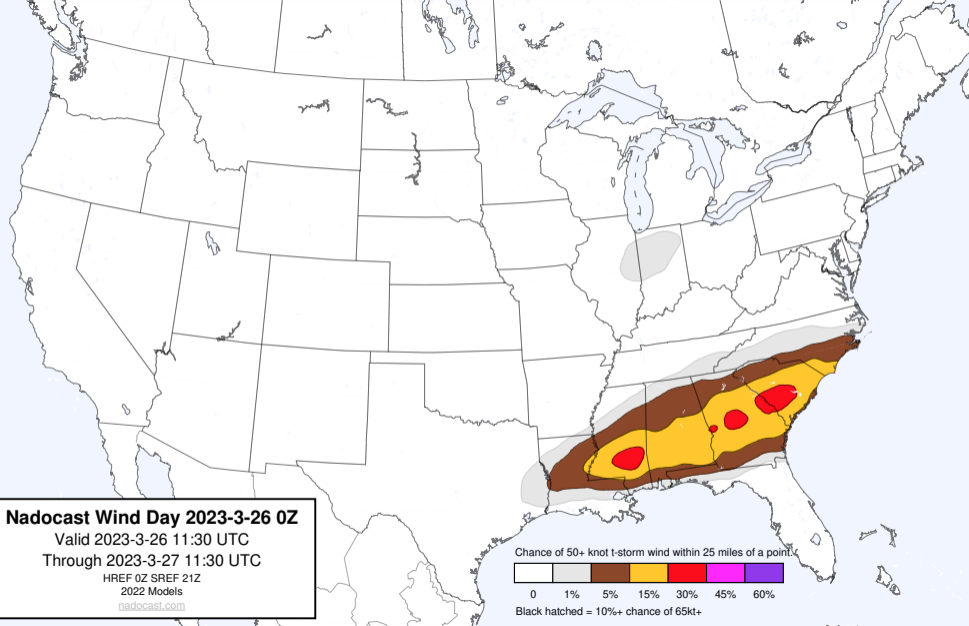 Nadocast Wind Day 2023-3-26 0Z
Valid 2023-3-26 11:30 UTC
Through 2023-3-27 11:30 UTC
HREF 0Z SREF 21Z
2022 Models
nadocast.com
Chance of 50+ knot t-storm wind within 25 miles of a point.
0 1% 5% 15% 30% 45% 60%
Black hatched = 10%+ chance of 65kt+